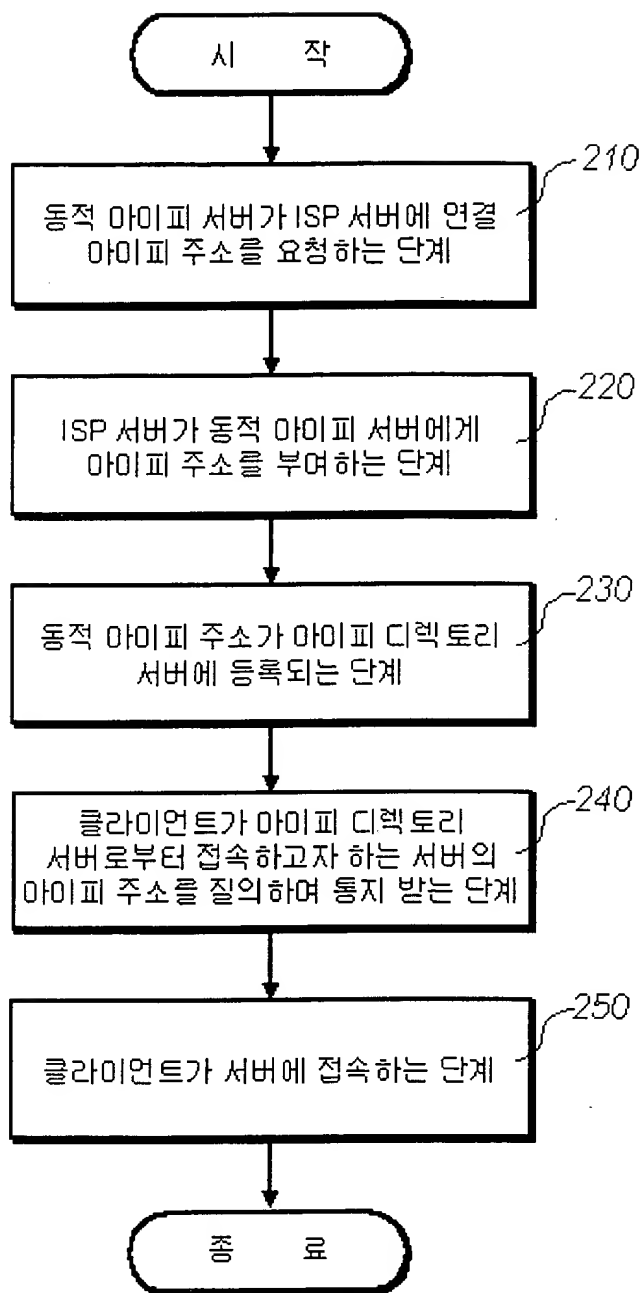 시 작
210
동적 아이피 서버가 ISP 서버에 연결
아이피 주소를 요청하는 단계
220
ISP 서버가 동적 아이피 서버에게
아이피 주소를 부여하는 단계
230
동적 아이피 주소가 아이피 디렉토리
서버에 등록되는 단계
240
클라이언트가 아이피 디렉토리
서버로부터 접속하고자 하는 서버의
아이피 주소를 질의하며 통지 받는 단계
250
클라이언트가 서버에 접속하는 단계
종 료